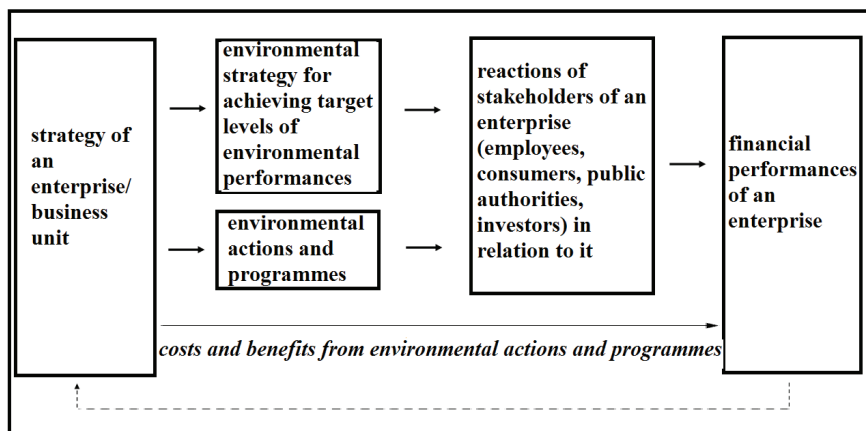 strategy of
an
enterprise/
business
unit
environmental
strategy for
achieving target
levels of
environmental
performances
environmental
actions and
programmes
reactions of
stakeholders of an
enterprise
(employees,
consumers, public
authorities,
investors) in
relation to it
financial
performances
of an
enterprise
costs and benefits from environmental actions and programmes